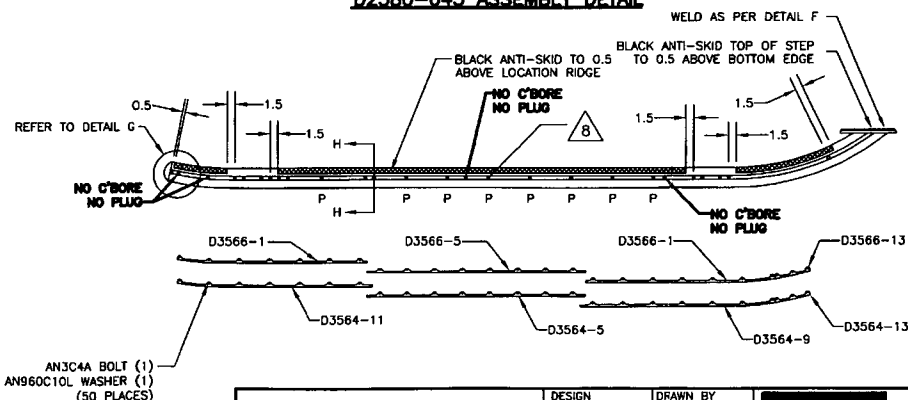 D2580-045 ASSEMBLY DETAIL
WELD AS PER DETAIL F
BLACK ANTI-SKID TO 0.5
ABOVE LOCATION RIDGE
BLACK ANTI-SKID TOP OF STEP
TO 0.5 ABOVE BOTTOM EDGE
NO C'BORE
NO PLUG
0.5
1.5
1.5
1.5
1.5
1.5
REFER TO DETAIL G
H
8
NO C'BORE
NO PLUG
P
H
P P P P P P P
NO C'BORE
NO PLUG
D3566-1
D3566-5
D3566-1
D3566-13
D3564-11
D3564-5
D3564-9
D3564-13
AN3C4A BOLT (1)
AN960C10L WASHER (1)
(50 PLACES)
DESIGN
DRAWN BY